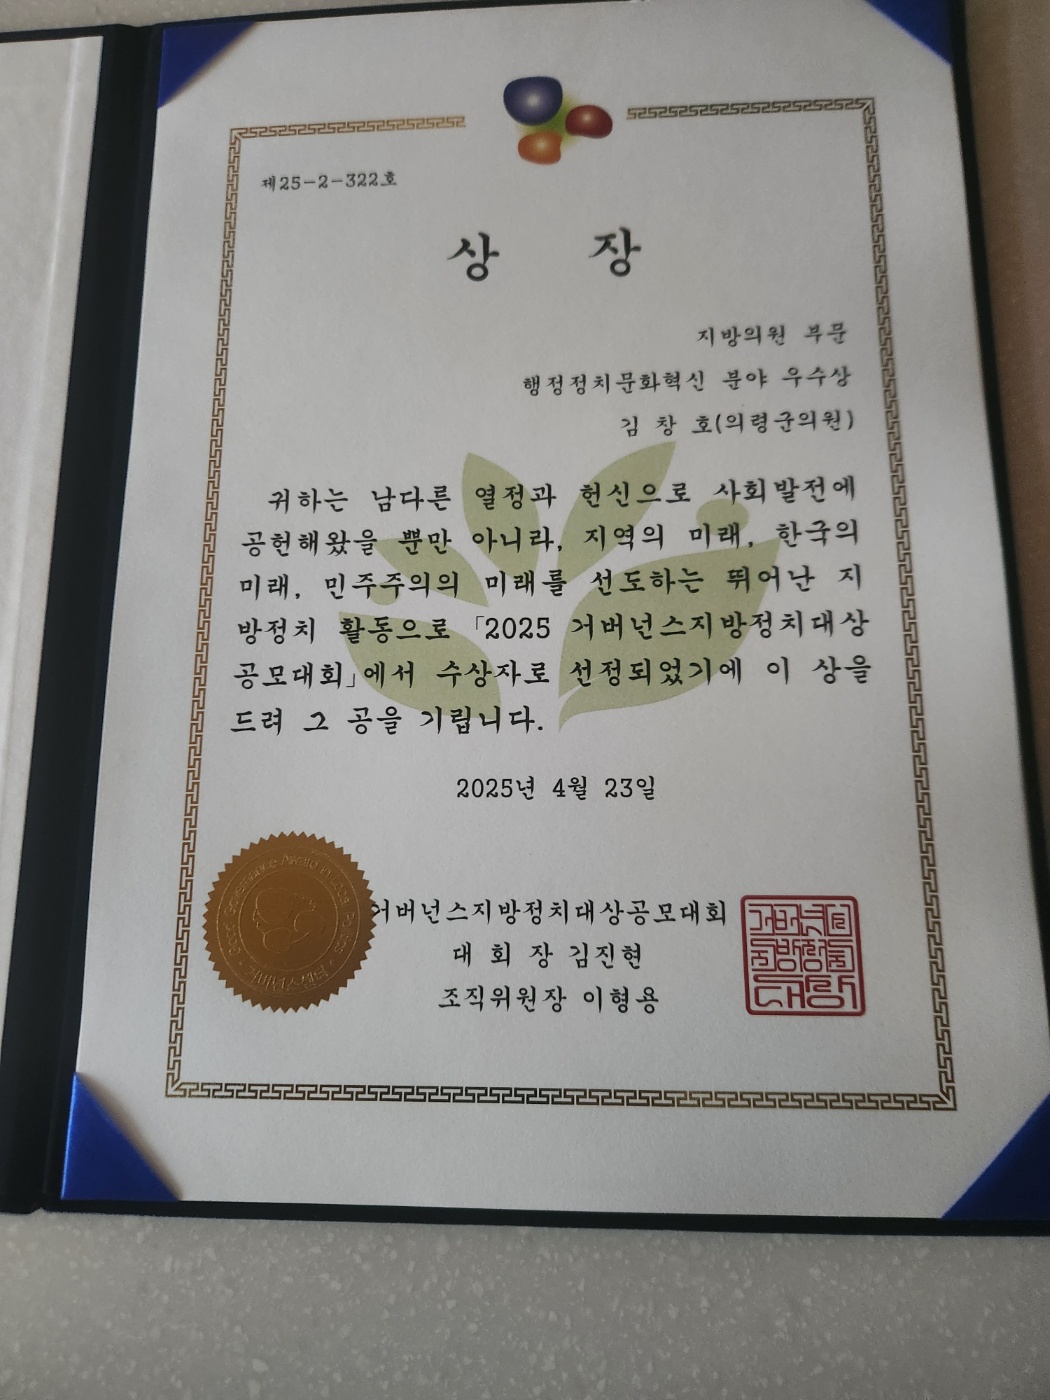 제25-2-322호
상 장
지방의원 부문
행정정치문화혁신 분야 우수상
김 창 호(의령군의원)
귀하는 남다른 열정과 헌신으로 사회발전에
공헌해왔을 뿐만 아니라, 지역의 미래, 한국의
미래, 민주주의의 미래를 선도하는 뛰어난 지
방정치 활동으로 「2025 거버넌스지방정치대상
공모대회」에서 수상자로 선정되었기에 이 상을
드려 그 공을 기립니다.
2025년 4월 23일
거버넌스지방정치대상공모대회
대 회 장 김진현
조직위원장 이형용
Governance Award
거버넌스센터